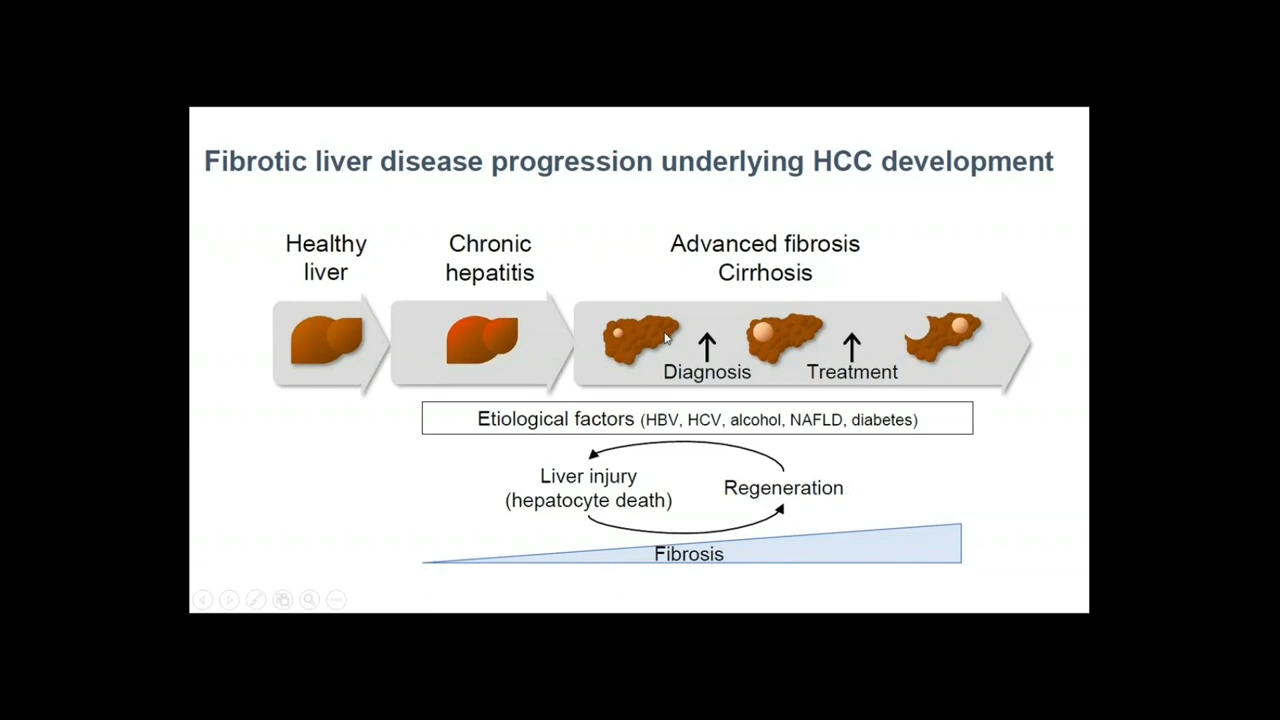 Fibrotic liver disease progression underlying HCC development
Healthy
liver
Chronic
hepatitis
Advanced fibrosis
Cirrhosis
Diagnosis
Treatment
Etiological factors (HBV, HCV, alcohol, NAFLD, diabetes)
Liver injury
(hepatocyte death)
Regeneration
Fibrosis